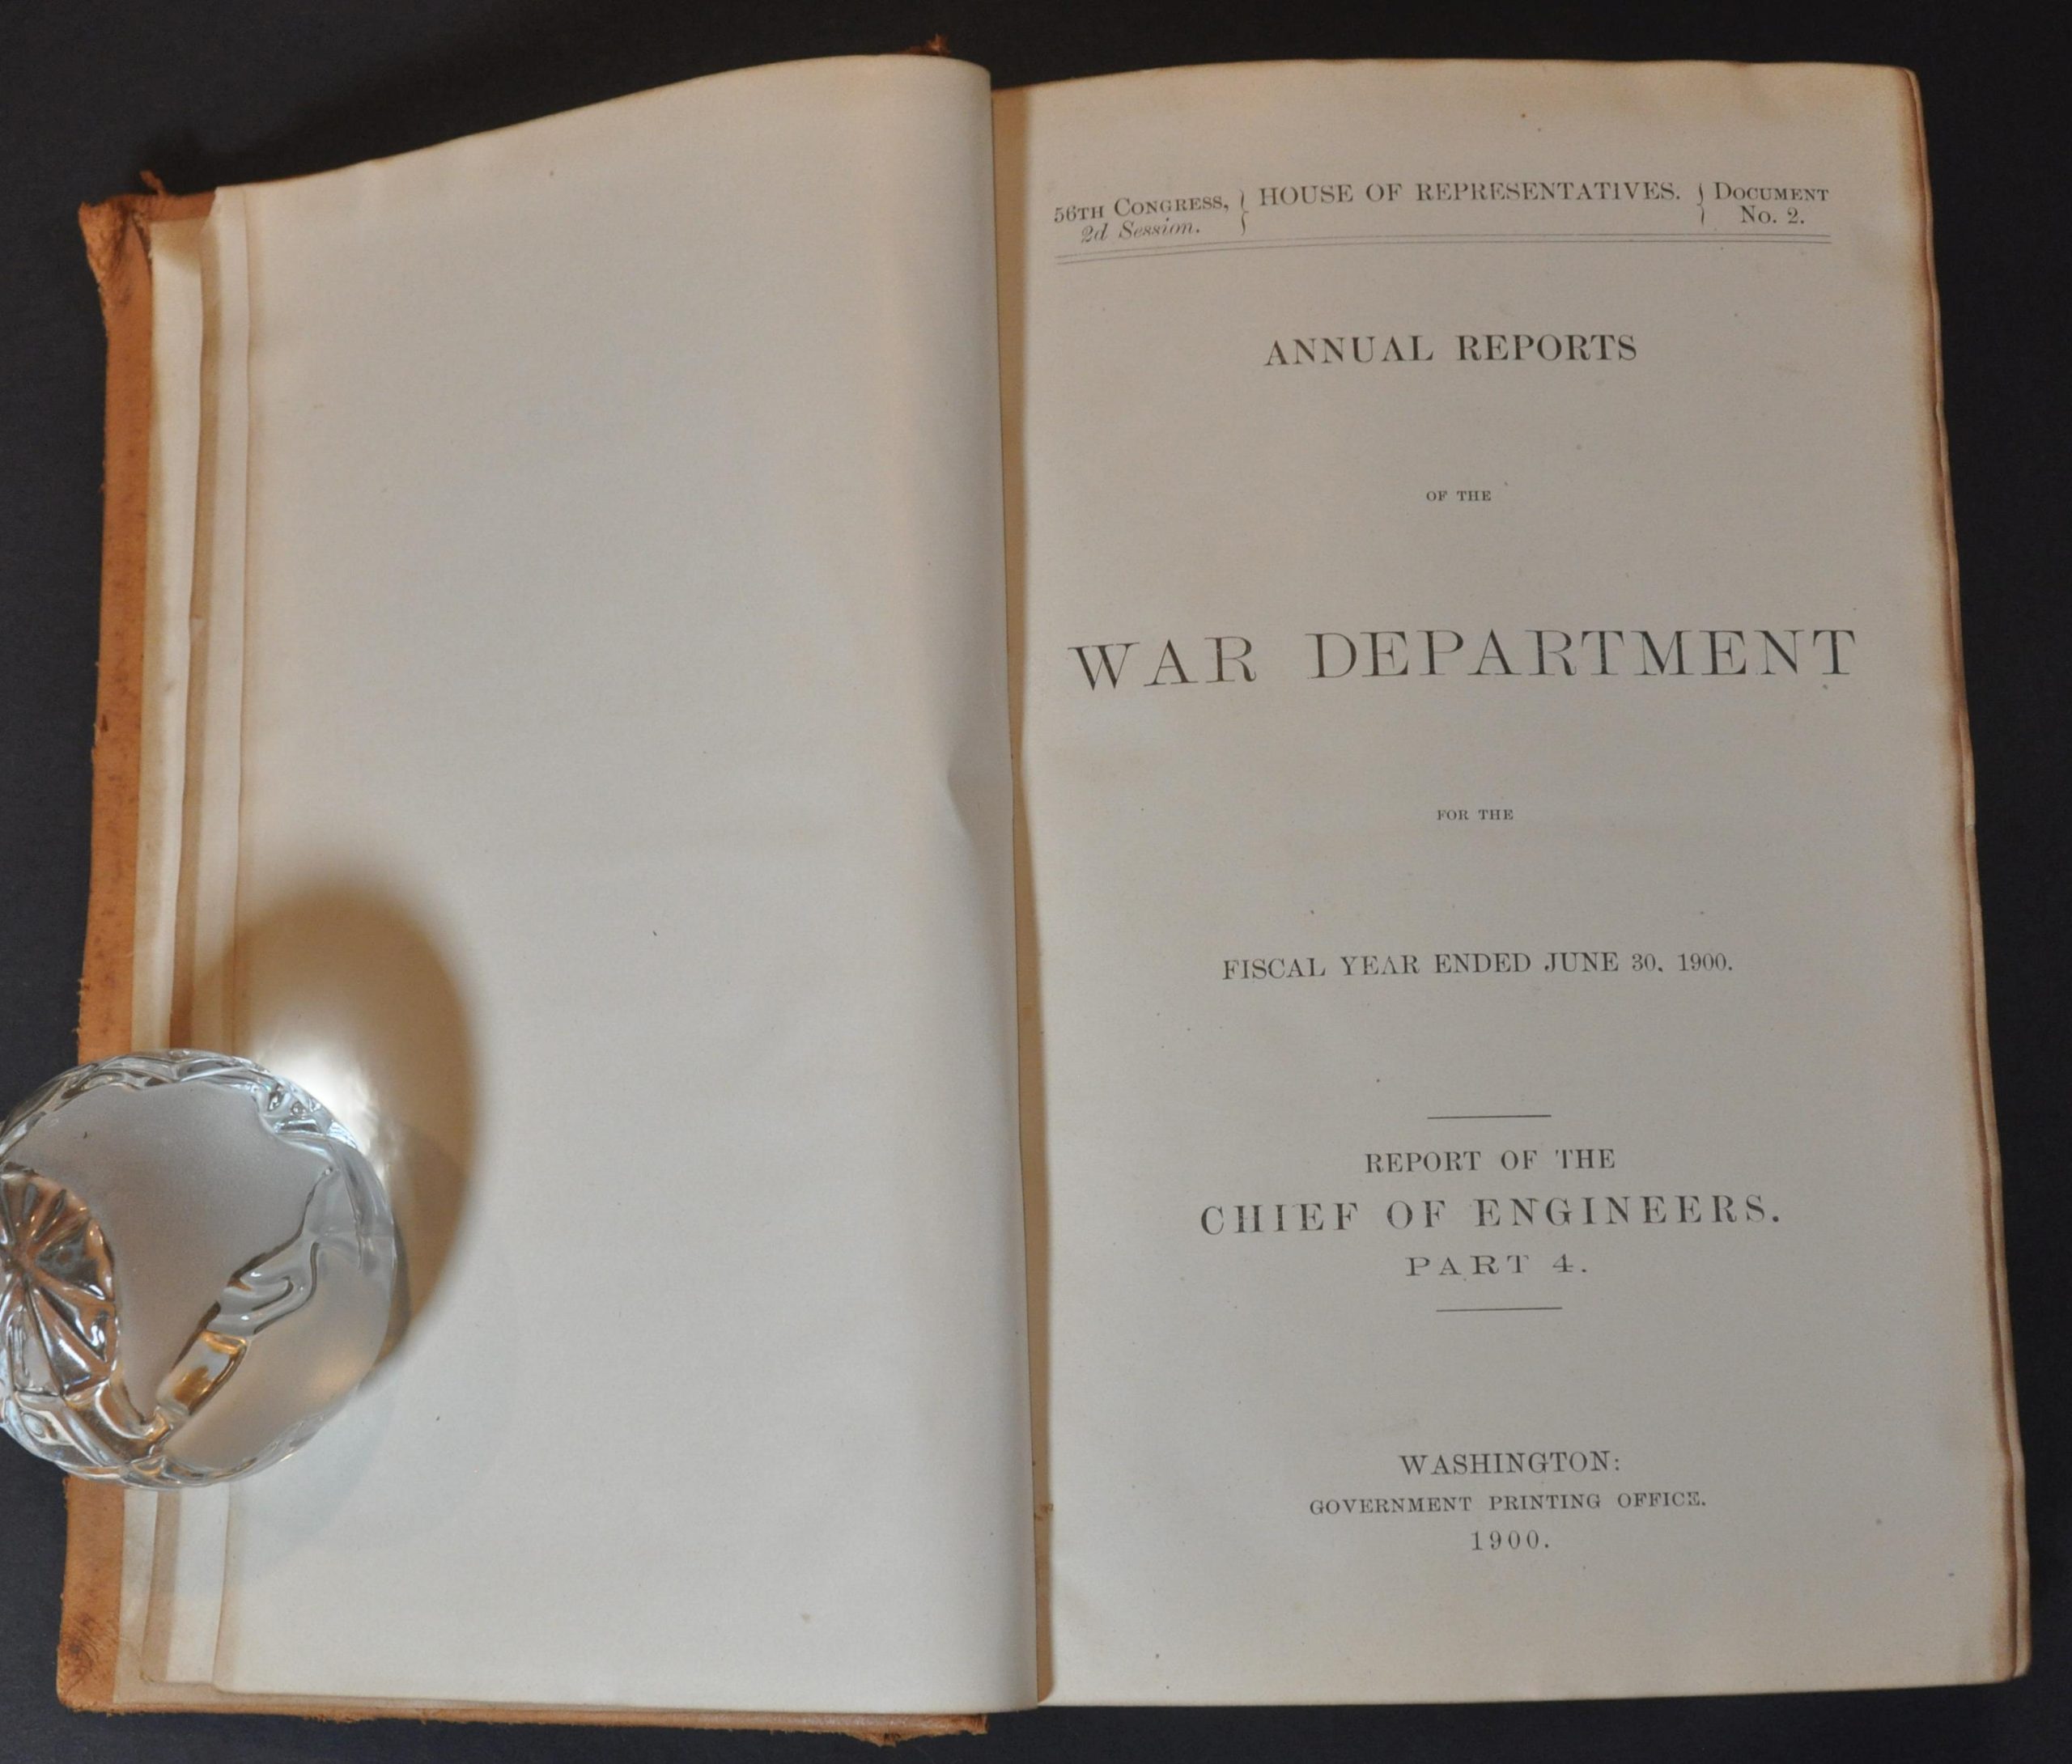 56TH CONGRESS, } HOUSE OF REPRESENTATIVES. { DOCUMENT
2d Session. No. 2.
ANNUAL REPORTS
OF THE
WAR DEPARTMENT
FOR THE
FISCAL YEAR ENDED JUNE 30, 1900.
REPORT OF THE
CHIEF OF ENGINEERS.
PART 4.
WASHINGTON:
GOVERNMENT PRINTING OFFICE.
1900.